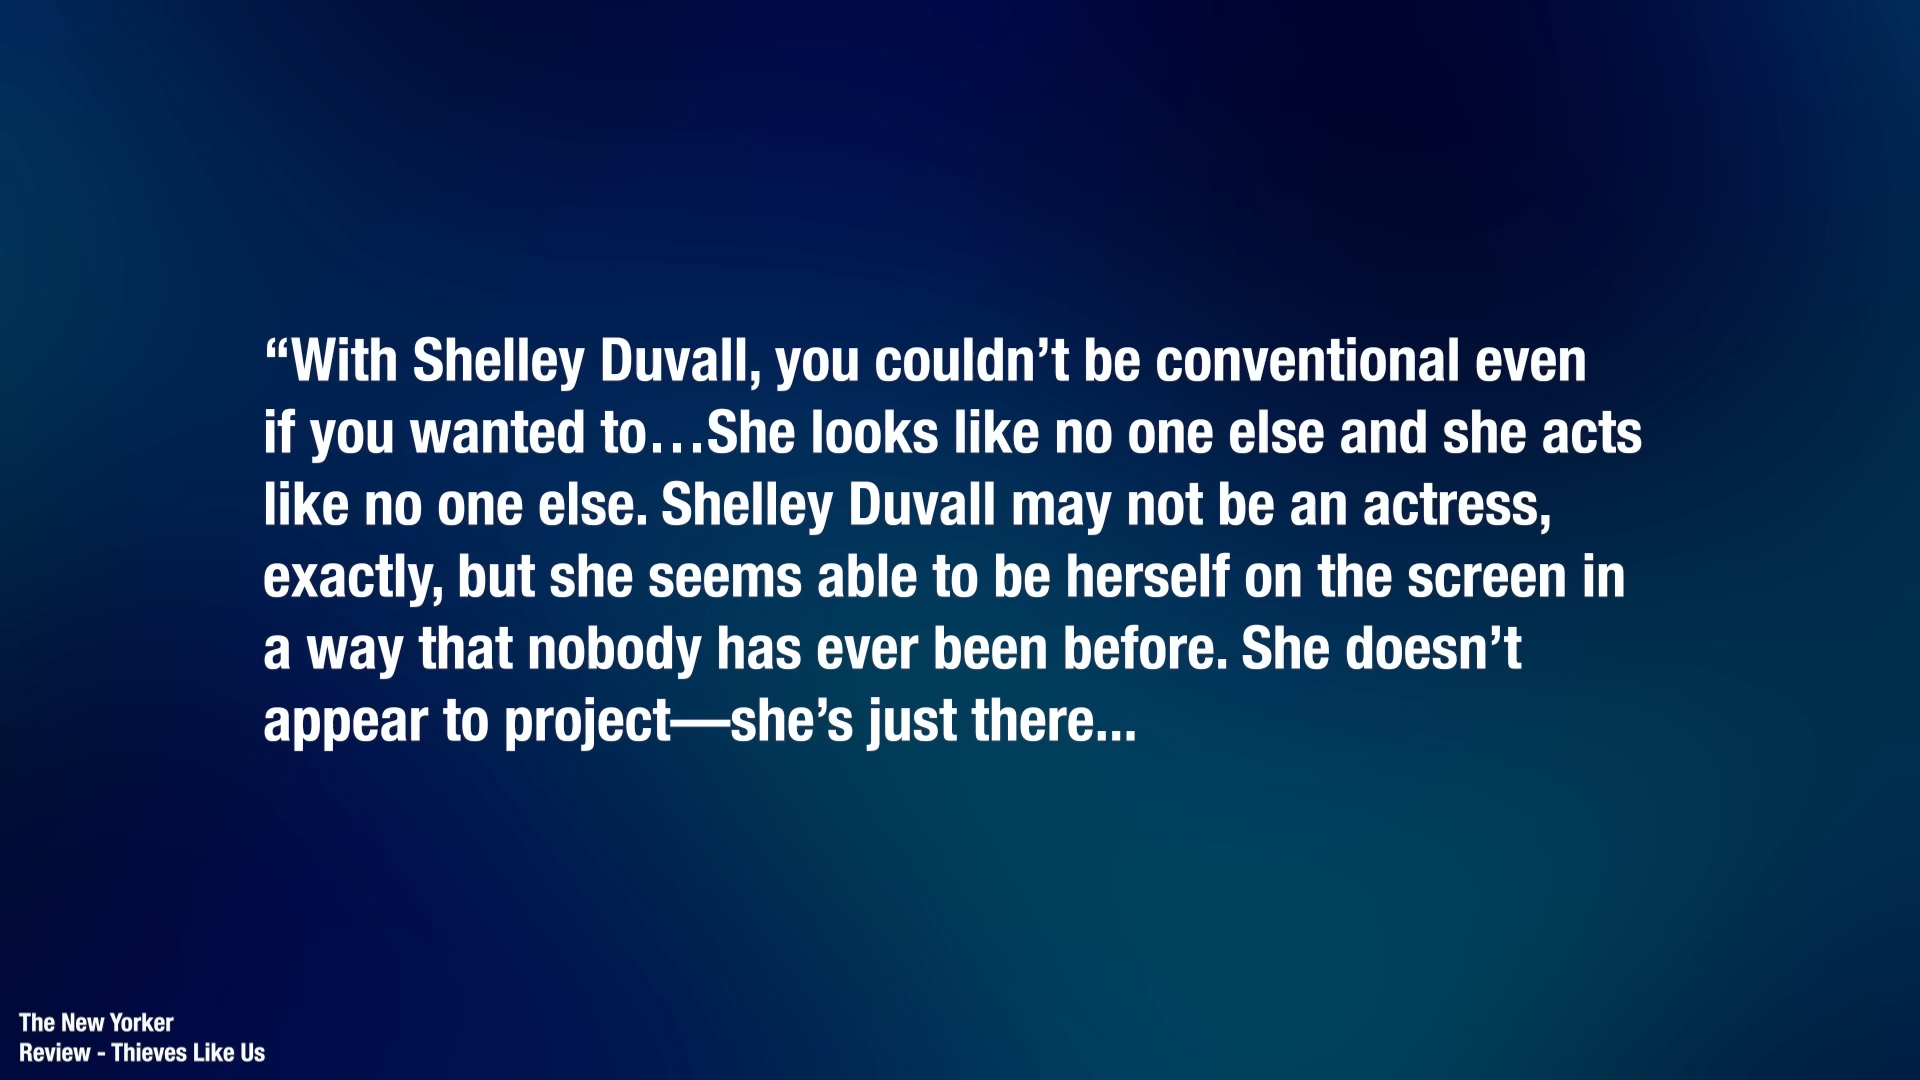 “With Shelley Duvall, you couldn’t be conventional even
if you wanted to…She looks like no one else and she acts
like no one else. Shelley Duvall may not be an actress,
exactly, but she seems able to be herself on the screen in
a way that nobody has ever been before. She doesn’t
appear to project—she’s just there...
The New Yorker
Review - Thieves Like Us